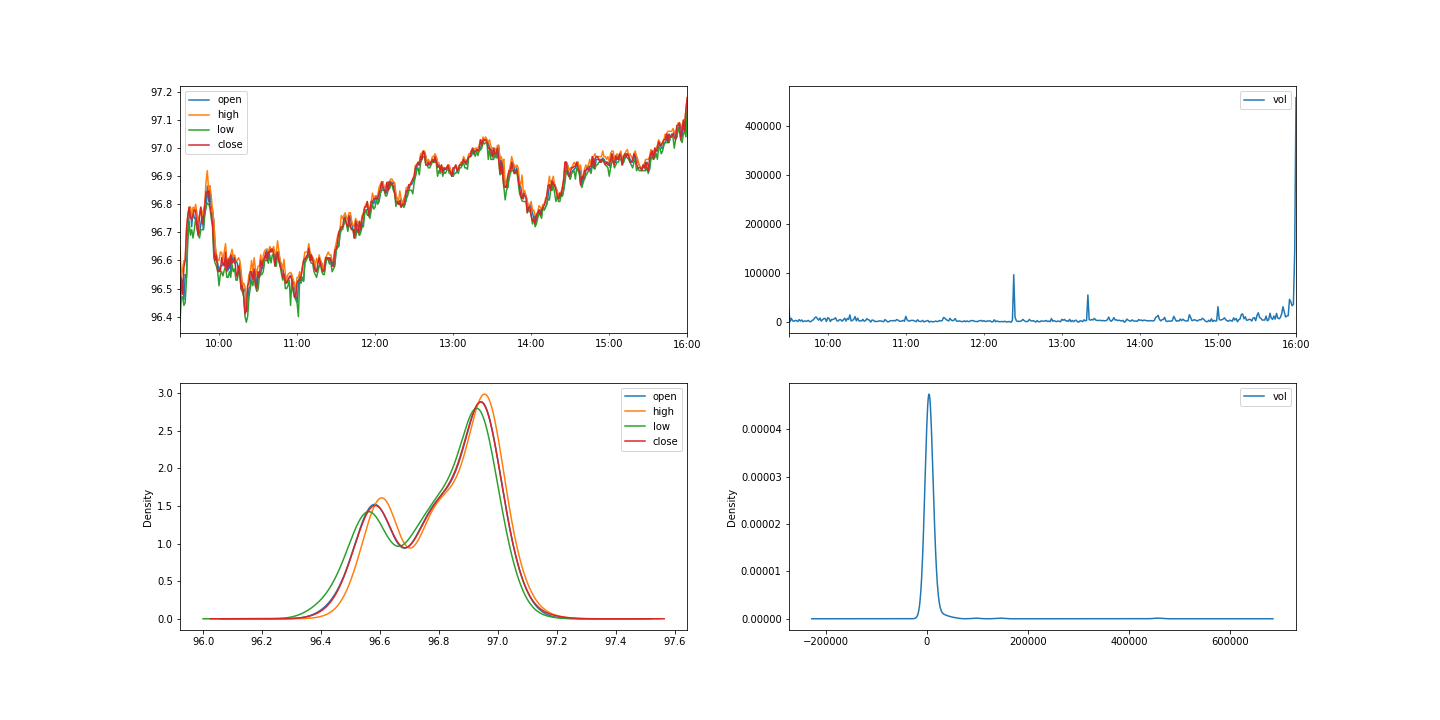 97.2
97.1
97.0
96.9
96.8
96.7
96.6
96.5
96.4
open
high
low
close
10:00 11:00 12:00 13:00 14:00 15:00 16:00
400000
300000
200000
100000
0
vol
10:00 11:00 12:00 13:00 14:00 15:00 16:00
3.0
2.5
2.0
1.5
1.0
0.5
0.0
Density
open
high
low
close
96.0 96.2 96.4 96.6 96.8 97.0 97.2 97.4 97.6
0.00004
0.00003
0.00002
0.00001
0.00000
Density
vol
−200000 0 200000 400000 600000